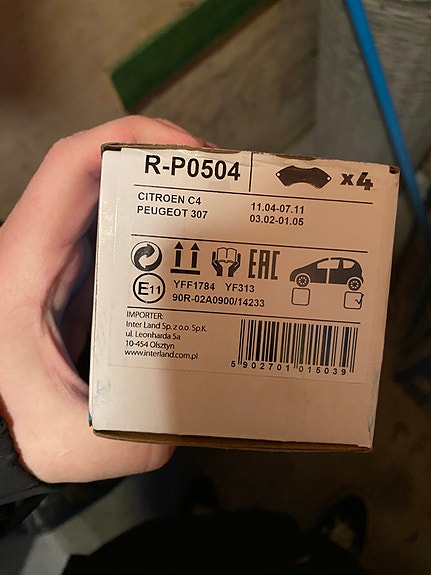 R-P0504
x4
CITROEN C4 11.04-07.11
PEUGEOT 307 03.02-01.05
EAC
E11
YFF1784 YF313
90R-02A0900/14233
IMPORTER:
Inter Land Sp. z o.o. Sp.K.
ul. Leonharda 5a
10-454 Olsztyn
www.interland.com.pl
5 902701 015039